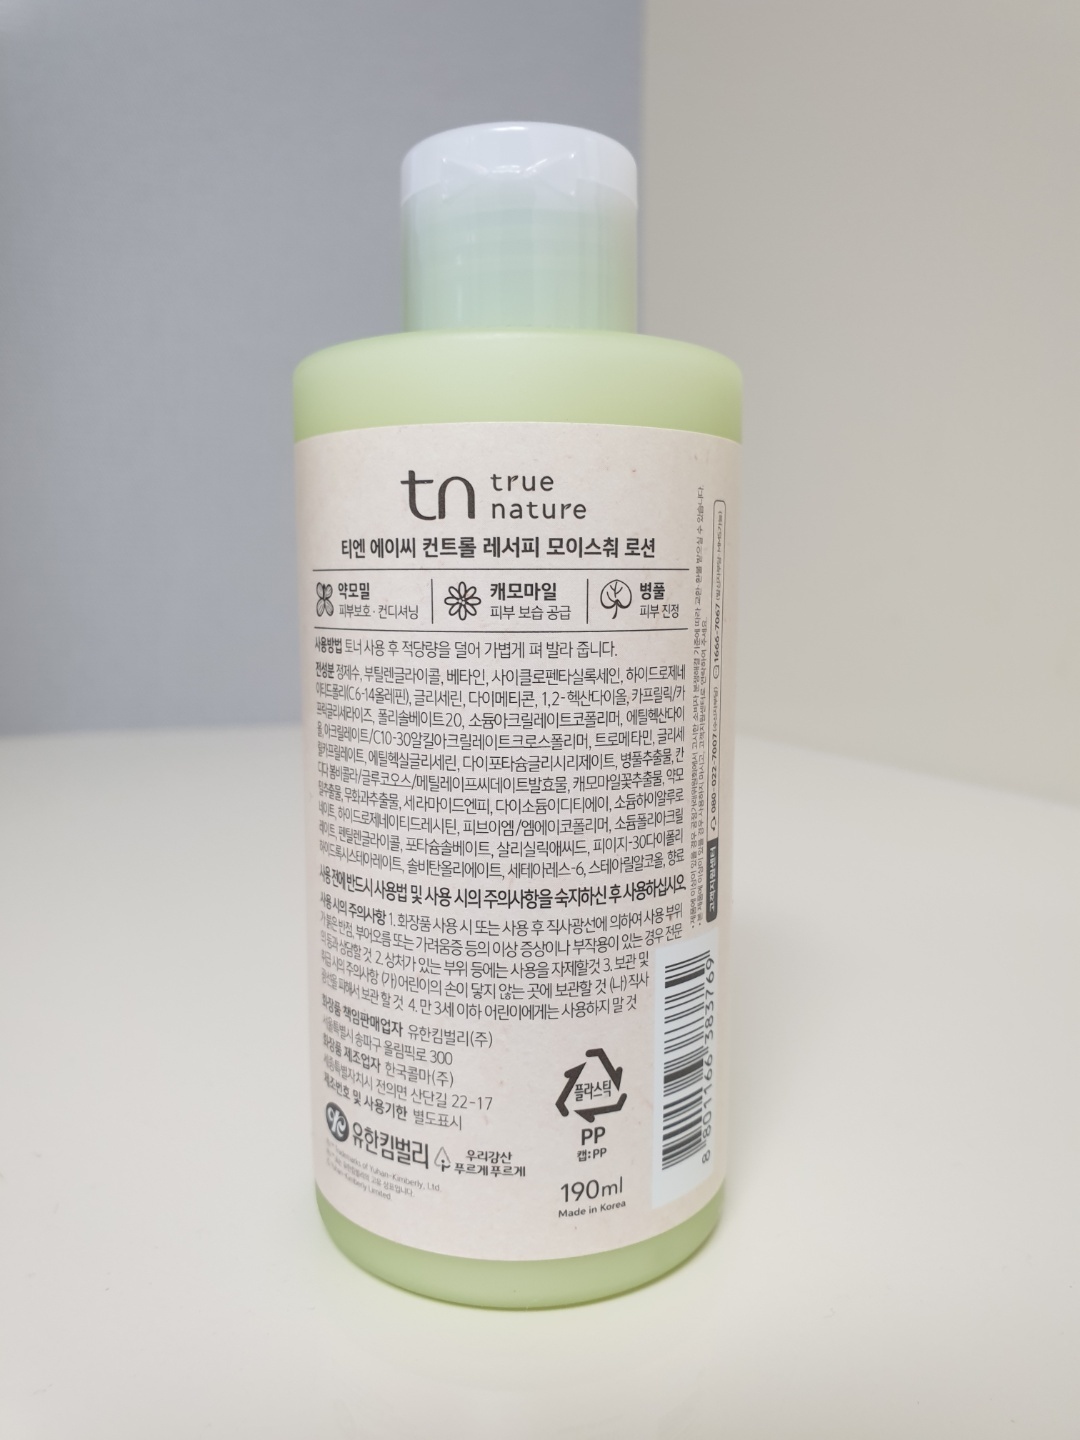 tn true nature
티엔 에이씨 컨트롤 레서피 모이스춰 로션
약모밀
피부보호·컨디셔닝
캐모마일
피부 보습 공급
병풀
피부 진정
사용방법 토너 사용 후 적당량을 덜어 가볍게 펴 발라 줍니다.
전성분 정제수, 부틸렌글라이콜, 베타인, 사이클로펜타실록세인, 하이드로제네
이티드폴리(C6-14올레핀), 글리세린, 다이메티콘, 1,2-헥산다이올, 카프릴릭/카
프릭글리세라이즈, 폴리솔베이트20, 소듐아크릴레이트코폴리머, 에틸헥산다이
올, 아크릴레이트/C10-30알킬아크릴레이트크로스폴리머, 트로메타민, 글리세
릴카프릴레이트, 에틸헥실글리세린, 다이포타슘글리시리제이트, 병풀추출물, 칸
디다 봄비콜라/글루코오스/메틸레이프씨데이트발효물, 캐모마일꽃추출물, 약모
밀추출물, 무화과추출물, 세라마이드엔피, 다이소듐이디티에이, 소듐하이알루로
네이트, 하이드로제네이티드레시틴, 피브이엠/엠에이코폴리머, 소듐폴리아크릴
레이트, 펜틸렌글라이콜, 포타슘솔베이트, 살리실릭애씨드, 피이지-30다이폴리
하이드록시스테아레이트, 솔비탄올리에이트, 세테아레스-6, 스테아릴알코올, 향료
사용 전에 반드시 사용법 및 사용 시의 주의사항을 숙지하신 후 사용하십시오.
사용 시의 주의사항 1. 화장품 사용 시 또는 사용 후 직사광선에 의하여 사용 부위
가 붉은 반점, 부어오름 또는 가려움증 등의 이상 증상이나 부작용이 있는 경우 전문
의 등과 상담할 것 2. 상처가 있는 부위 등에는 사용을 자제할것 3. 보관 및
취급 시의 주의사항 (가)어린이의 손이 닿지 않는 곳에 보관할 것 (나)직사
광선을 피해서 보관 할 것 4. 만 3세 이하 어린이에게는 사용하지 말 것
화장품 책임판매업자 유한킴벌리(주)
서울특별시 송파구 올림픽로 300
화장품 제조업자 한국콜마(주)
세종특별자치시 전의면 산단길 22-17
제조번호 및 사용기한 별도표시
유한킴벌리
우리강산
푸르게 푸르게
Trademarks of Yuhan-Kimberly, Ltd.
플라스틱
PP
캡:PP
190ml
Made in Korea
고객지원센터 080-022-7007 1666-7067
8 801166 383769